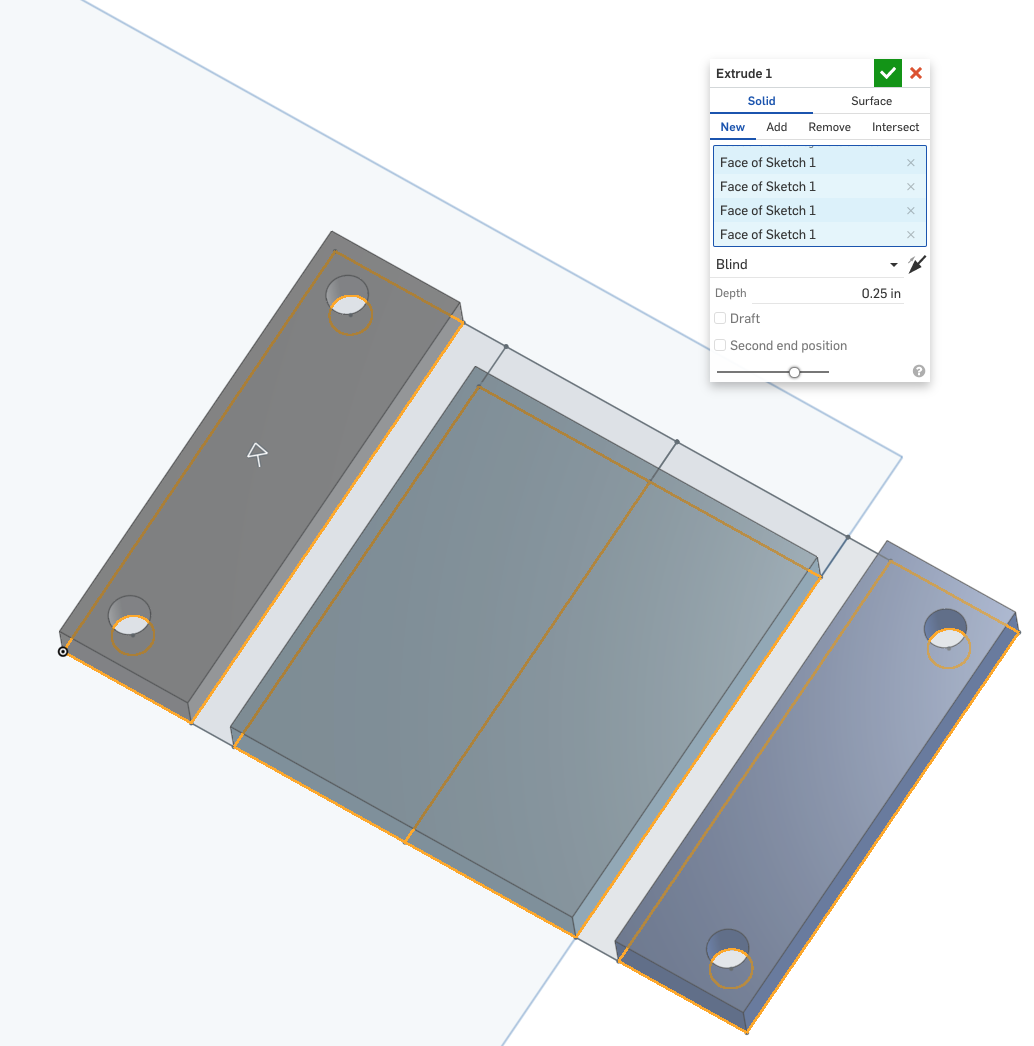 Extrude 1
Solid Surface
New Add Remove Intersect
Face of Sketch 1
Face of Sketch 1
Face of Sketch 1
Face of Sketch 1
Blind
Depth 0.25 in
Draft
Second end position